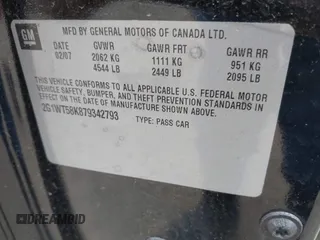 GM
MFD BY GENERAL MOTORS OF CANADA LTD.
DATE GVWR GAWR FRT GAWR RR
02/07 2062 KG 1111 KG 951 KG
4544 LB 2449 LB 2095 LB
THIS VEHICLE CONFORMS TO ALL APPLICABLE U.S. FEDERAL MOTOR
VEHICLE SAFETY, BUMPER, AND THEFT PREVENTION STANDARDS IN
EFFECT ON THE DATE OF MANUFACTURE SHOWN ABOVE.
2G1WT58K879342793 TYPE: PASS CAR
DREAMBID